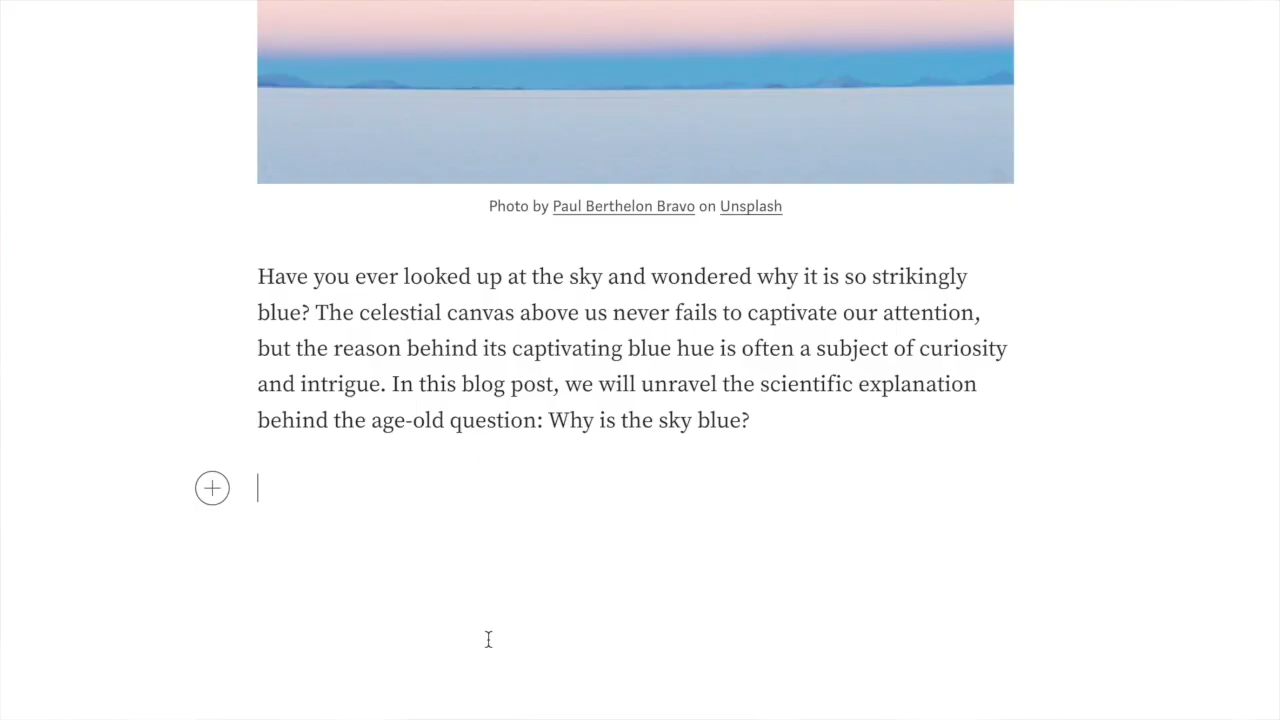 Photo by Paul Berthelon Bravo on Unsplash
Have you ever looked up at the sky and wondered why it is so strikingly
blue? The celestial canvas above us never fails to captivate our attention,
but the reason behind its captivating blue hue is often a subject of curiosity
and intrigue. In this blog post, we will unravel the scientific explanation
behind the age-old question: Why is the sky blue?